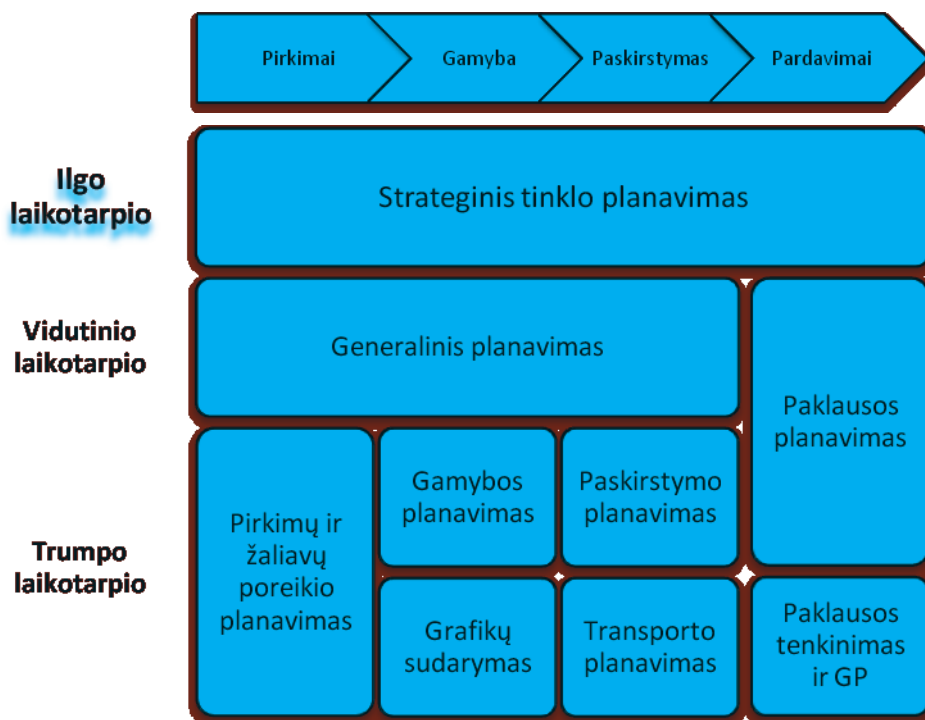 Pirkimai
Gamyba
Paskirstymas
Pardavimai
Ilgo
laikotarpio
Strateginis tinklo planavimas
Vidutinio
laikotarpio
Generalinis planavimas
Paklausos
planavimas
Trumpo
laikotarpio
Pirkimų ir
žaliavų
poreikio
planavimas
Gamybos
planavimas
Paskirstymo
planavimas
Grafikų
sudarymas
Transporto
planavimas
Paklausos
tenkinimas
ir GP